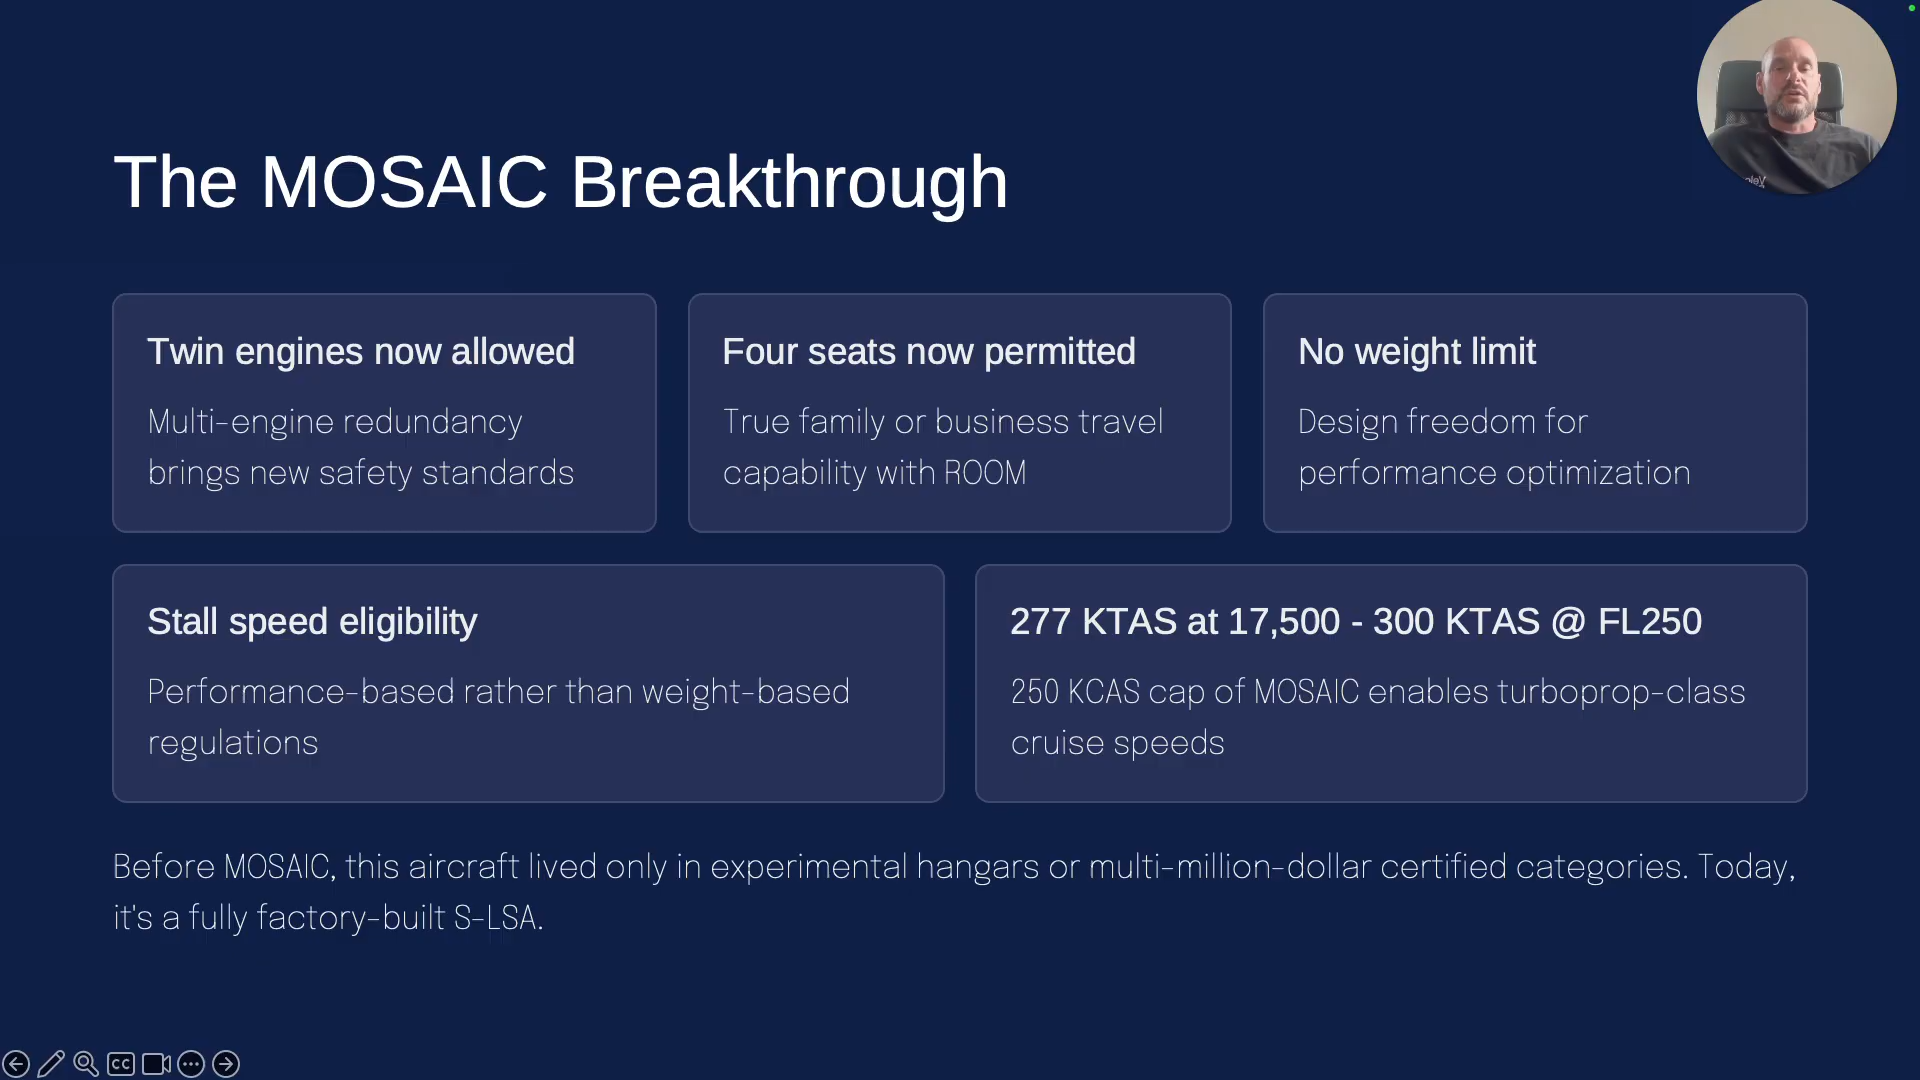 The MOSAIC Breakthrough
Twin engines now allowed
Multi-engine redundancy
brings new safety standards
Four seats now permitted
True family or business travel
capability with ROOM
No weight limit
Design freedom for
performance optimization
Stall speed eligibility
Performance-based rather than weight-based
regulations
277 KTAS at 17,500 - 300 KTAS @ FL250
250 KCAS cap of MOSAIC enables turboprop-class
cruise speeds
Before MOSAIC, this aircraft lived only in experimental hangars or multi-million-dollar certified categories. Today,
it's a fully factory-built S-LSA.
CC